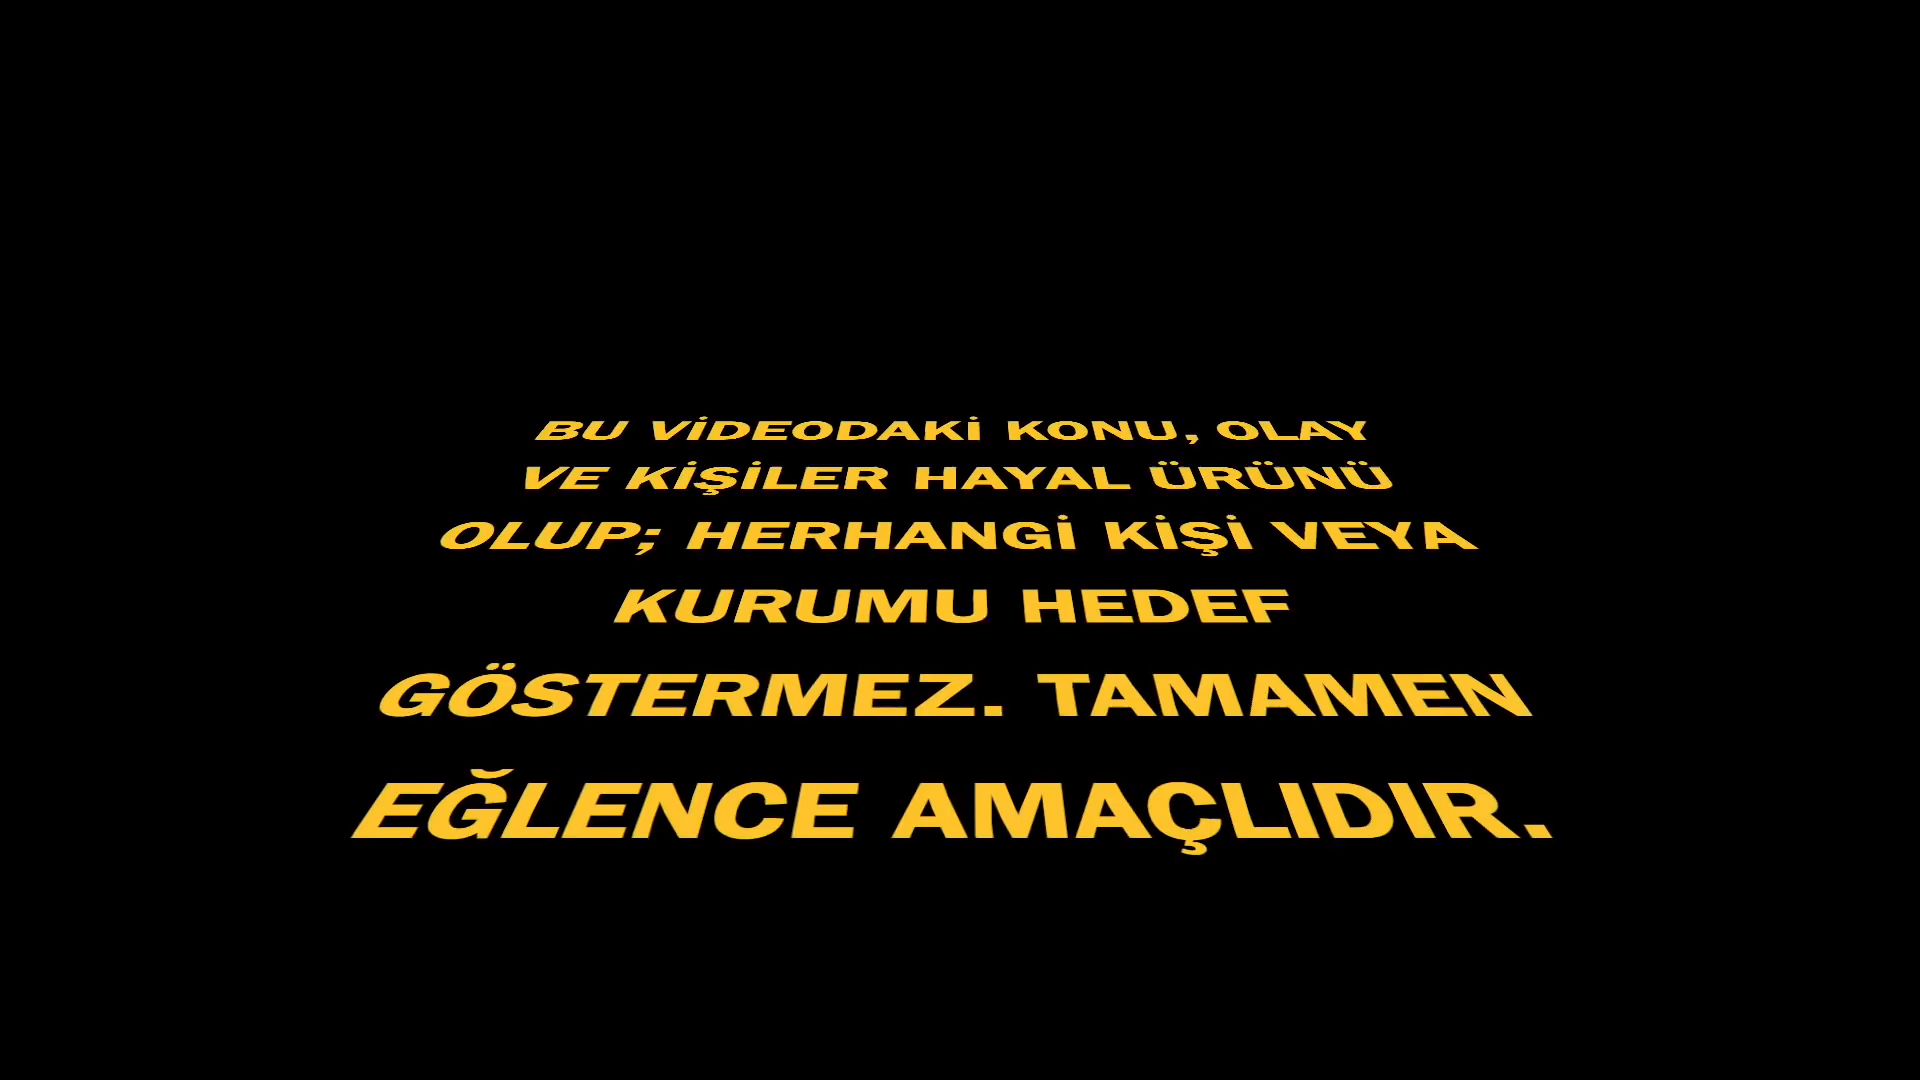 BU VİDEODAKİ KONU, OLAY
VE KİŞİLER HAYAL ÜRÜNÜ
OLUP; HERHANGİ KİŞİ VEYA
KURUMU HEDEF
GÖSTERMEZ. TAMAMEN
EĞLENCE AMAÇLIDIR.